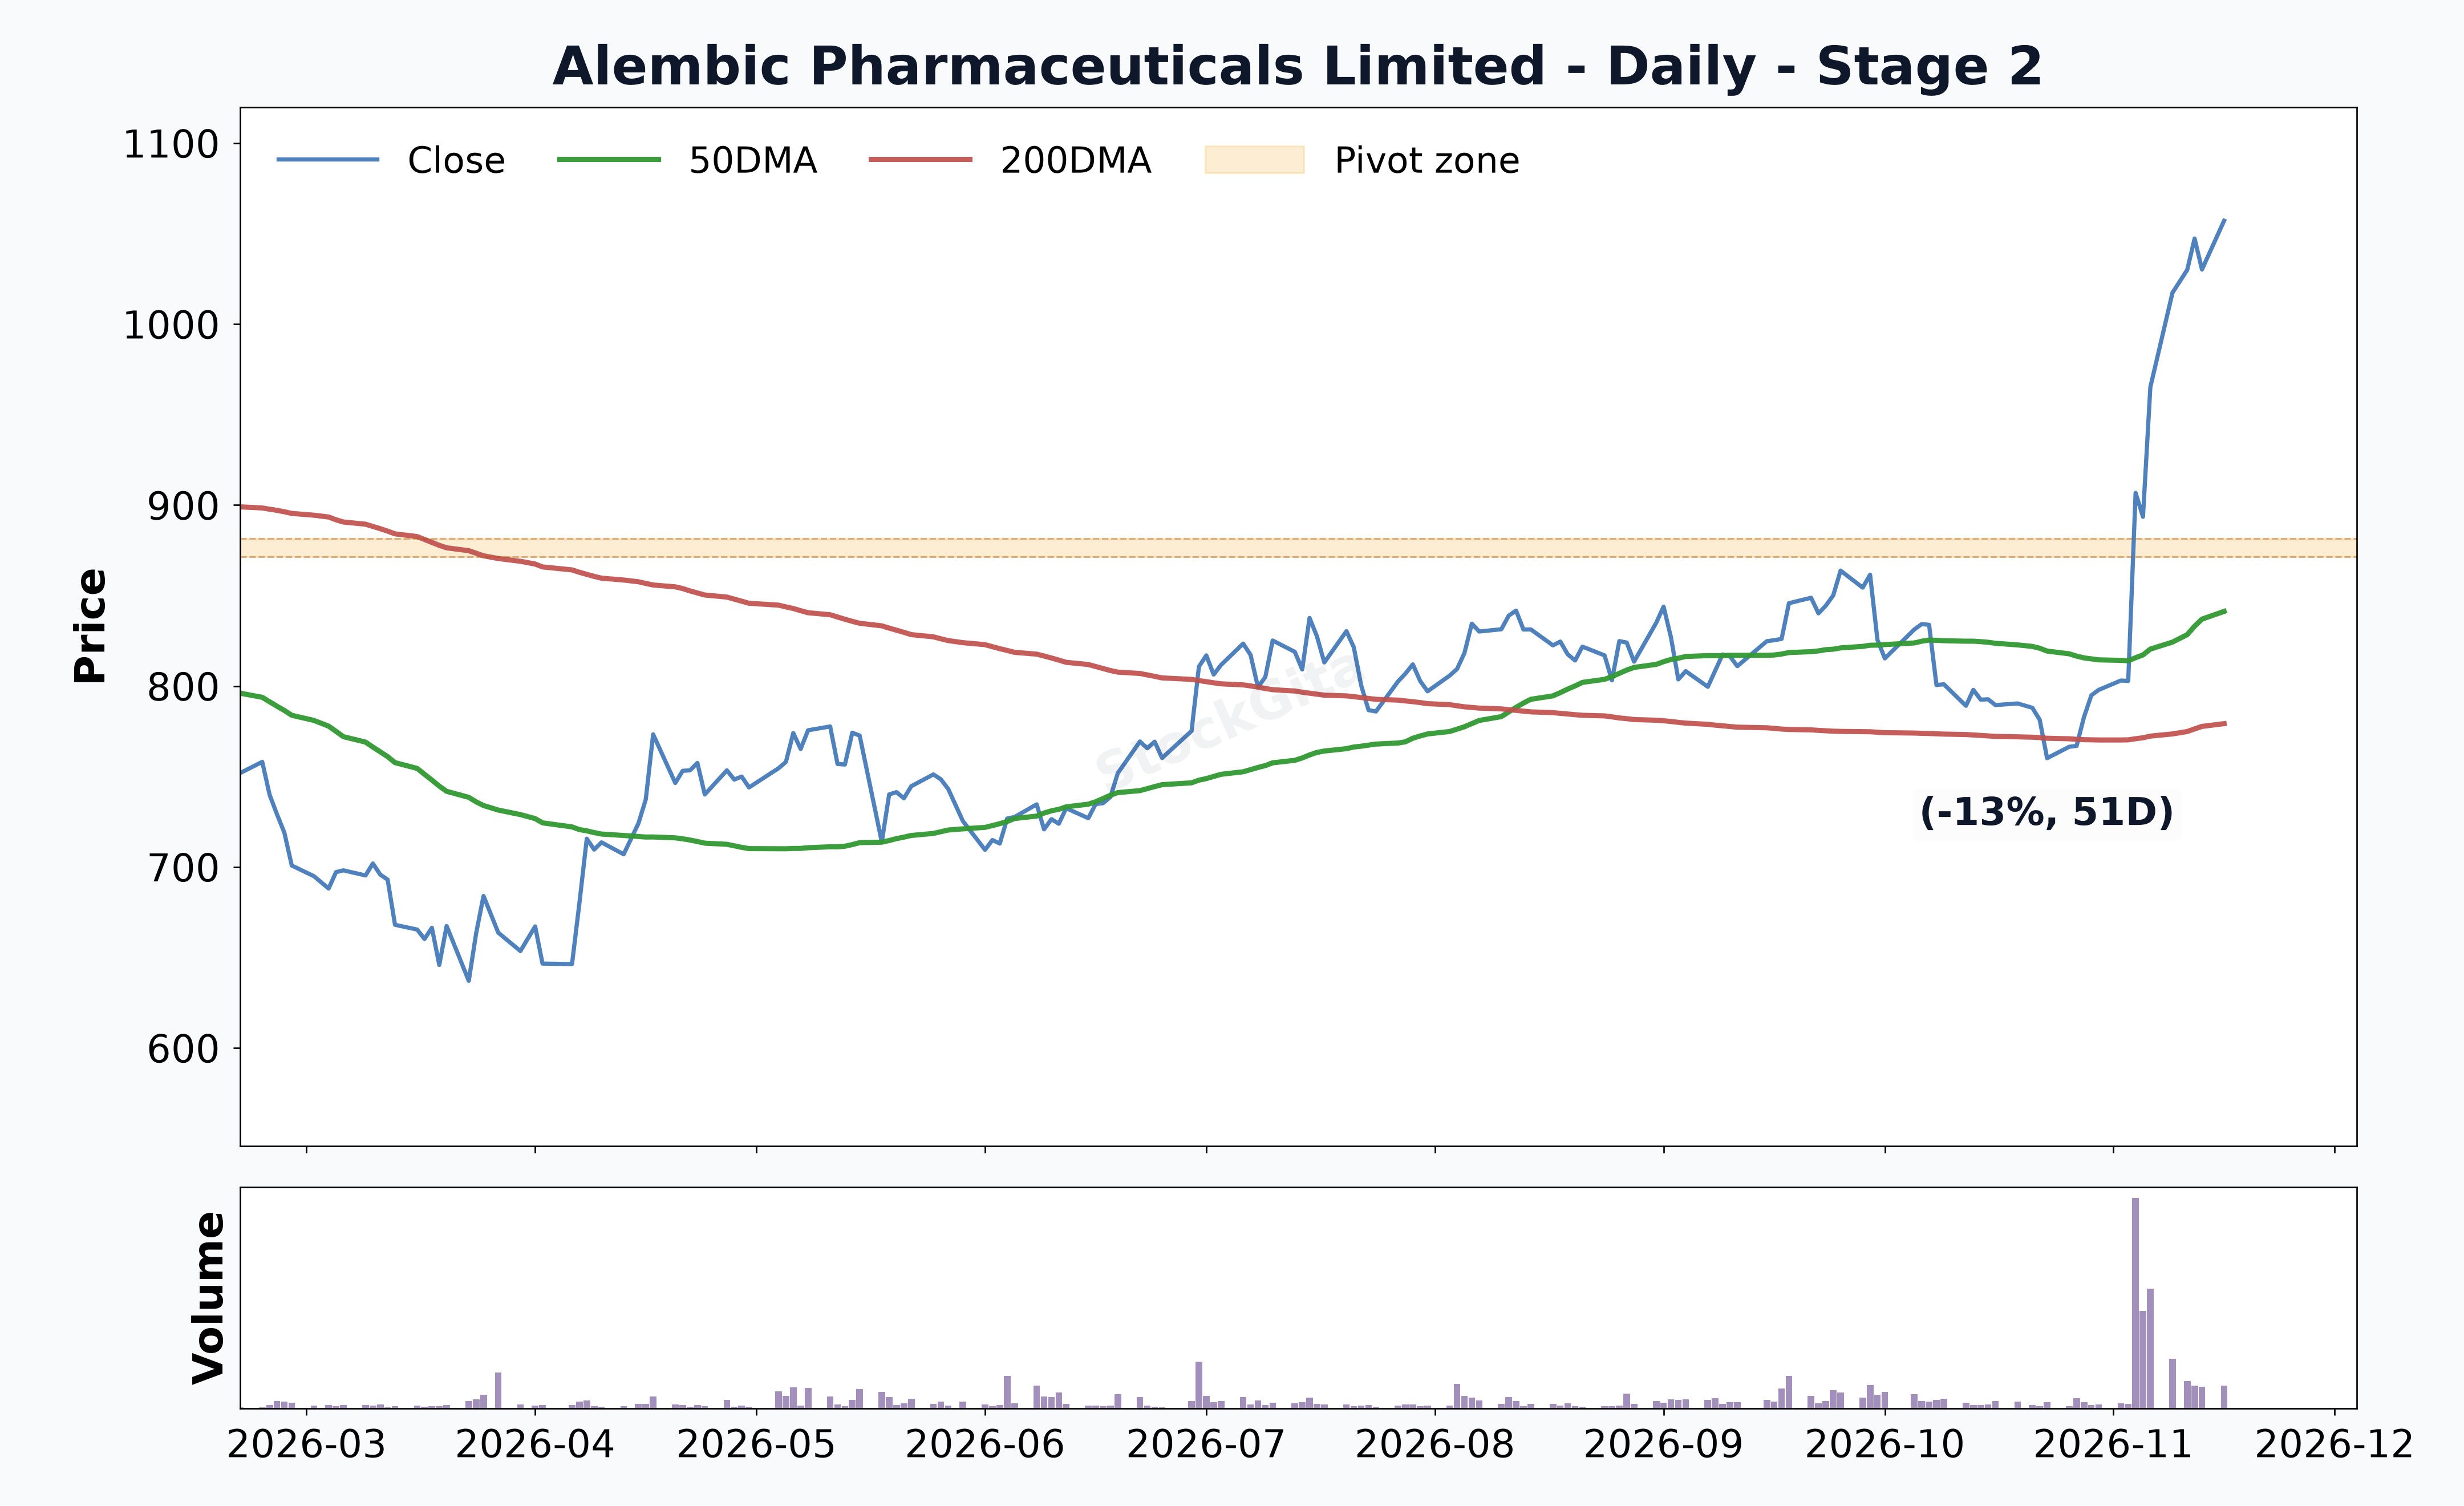 Alembic Pharmaceuticals Limited - Daily - Stage 2
Close 50DMA 200DMA Pivot zone
1100
1000
900
800
700
600
Price
StockGita
(-13%, 51D)
Volume
2026-03 2026-04 2026-05 2026-06 2026-07 2026-08 2026-09 2026-10 2026-11 2026-12